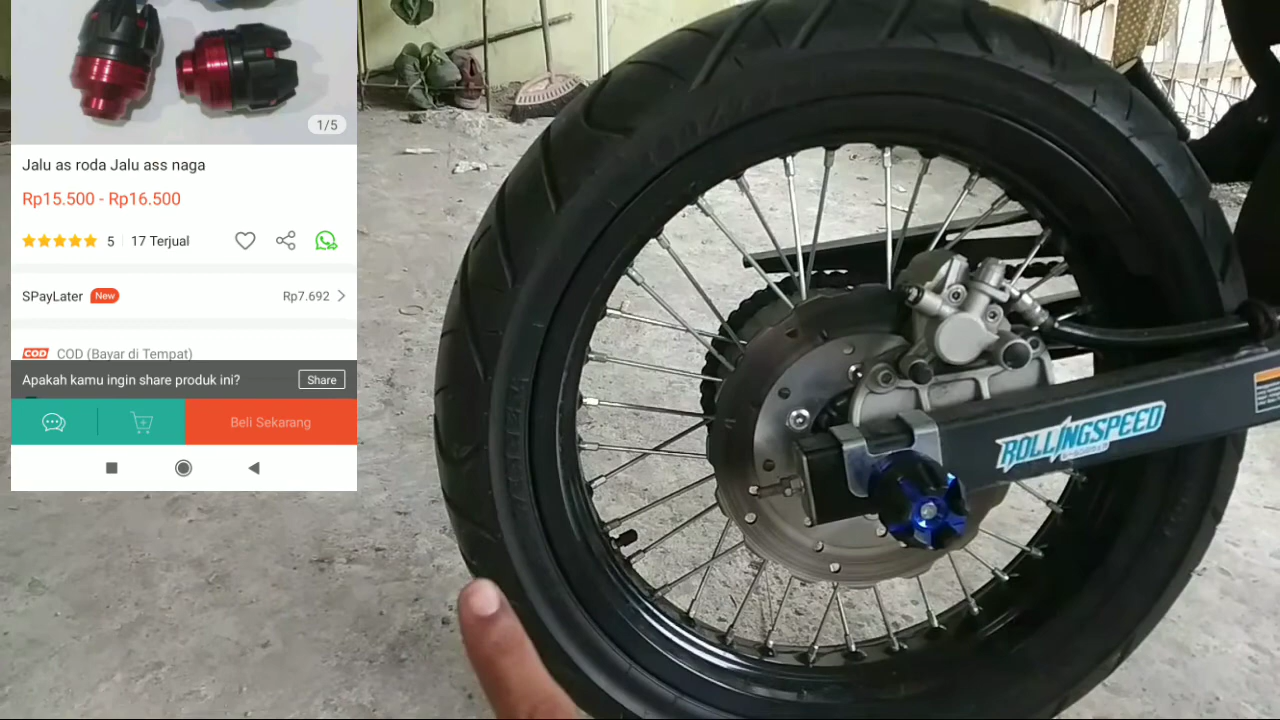 1/5
Jalu as roda Jalu ass naga
Rp15.500 - Rp16.500
5 17 Terjual
SPayLater New Rp7.692
COD COD (Bayar di Tempat)
Apakah kamu ingin share produk ini? Share
Beli Sekarang
ROLLINGSPEED